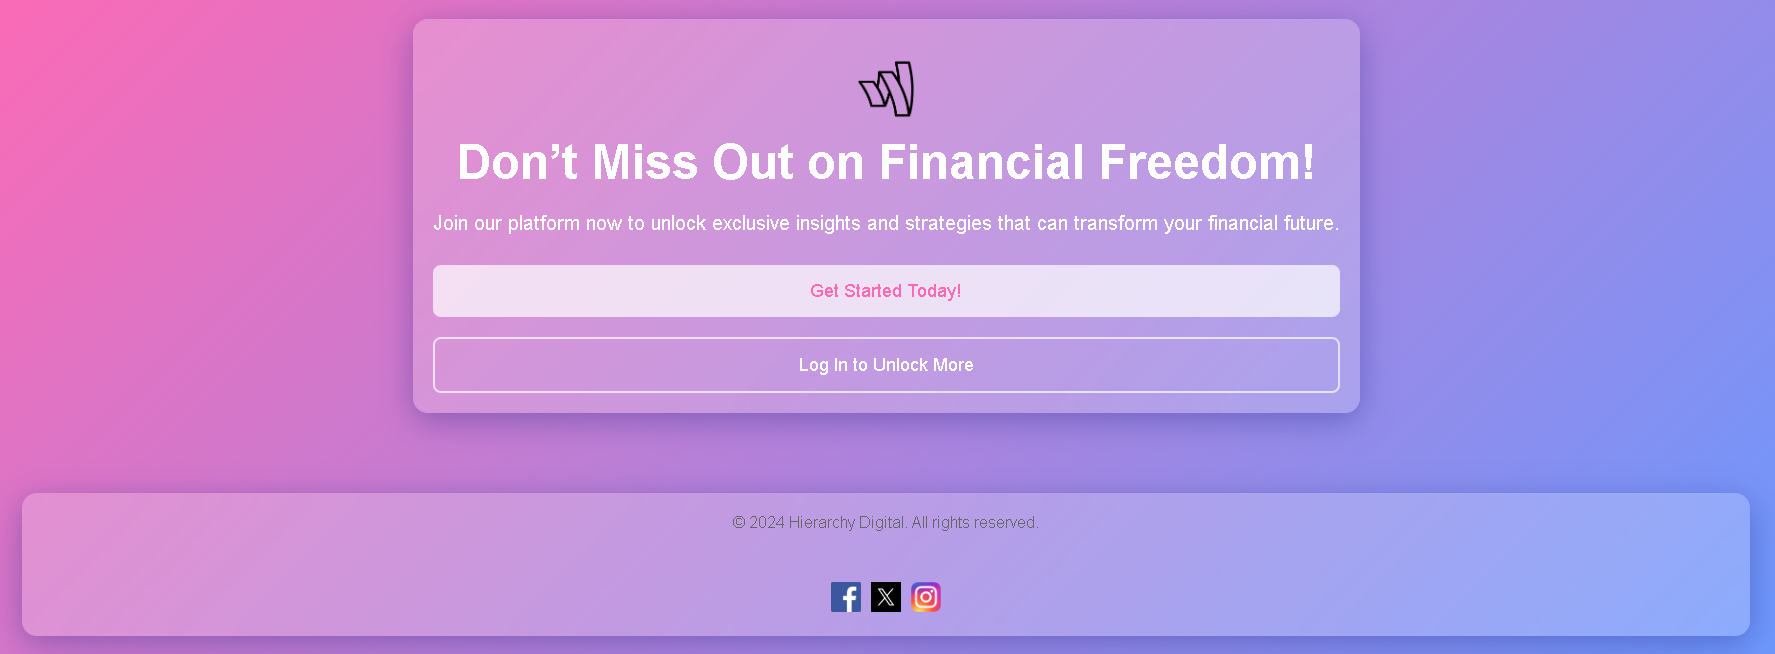 Don’t Miss Out on Financial Freedom!
Join our platform now to unlock exclusive insights and strategies that can transform your financial future.
Get Started Today!
Log In to Unlock More
© 2024 Hierarchy Digital. All rights reserved.